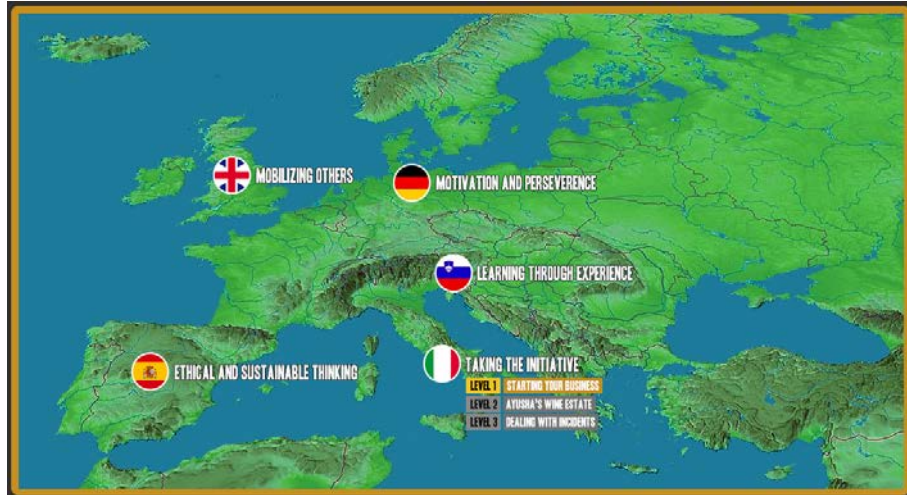 MOBILIZING OTHERS
MOTIVATION AND PERSEVERENCE
LEARNING THROUGH EXPERIENCE
ETHICAL AND SUSTAINABLE THINKING
TAKING THE INITIATIVE
LEVEL 1 STARTING YOUR BUSINESS
LEVEL 2 AYUSHA'S WINE ESTATE
LEVEL 3 DEALING WITH INCIDENTS